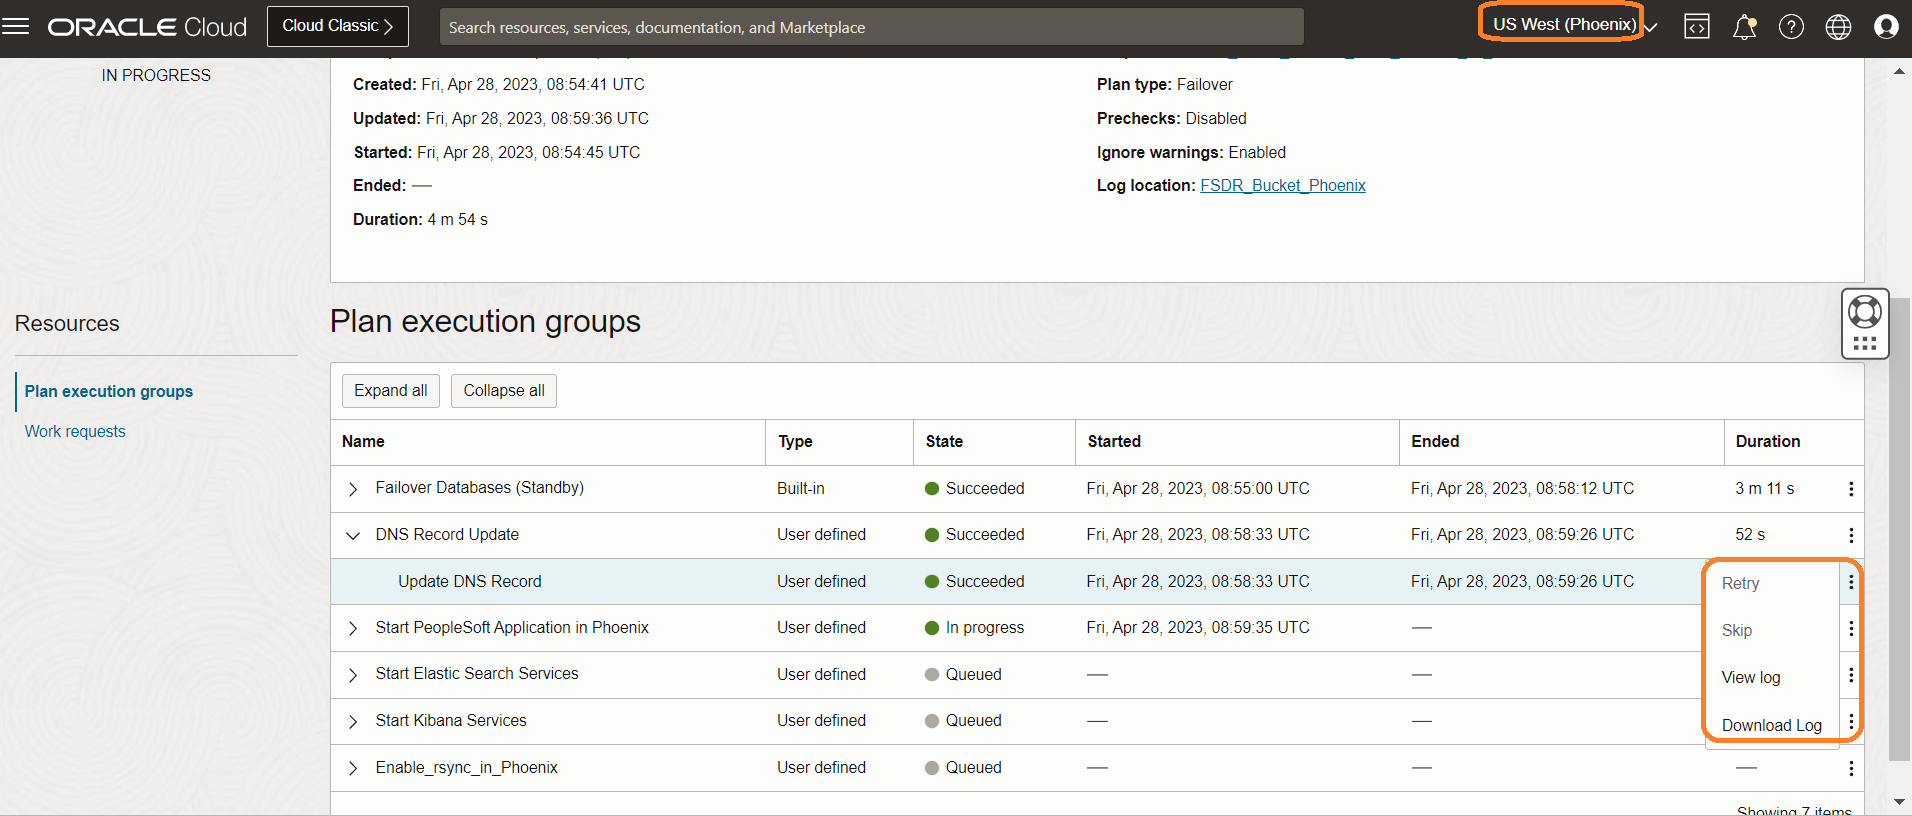 ORACLE Cloud
Cloud Classic
Search resources, services, documentation, and Marketplace
US West (Phoenix)
IN PROGRESS
Created: Fri, Apr 28, 2023, 08:54:41 UTC
Updated: Fri, Apr 28, 2023, 08:59:36 UTC
Started: Fri, Apr 28, 2023, 08:54:45 UTC
Ended: —
Duration: 4 m 54 s
Plan type: Failover
Prechecks: Disabled
Ignore warnings: Enabled
Log location: FSDR_Bucket_Phoenix
Resources
Plan execution groups
Work requests
Plan execution groups
Expand all Collapse all
Name Type State Started Ended Duration
Failover Databases (Standby) Built-in Succeeded Fri, Apr 28, 2023, 08:55:00 UTC Fri, Apr 28, 2023, 08:58:12 UTC 3 m 11 s
DNS Record Update User defined Succeeded Fri, Apr 28, 2023, 08:58:33 UTC Fri, Apr 28, 2023, 08:59:26 UTC 52 s
Update DNS Record User defined Succeeded Fri, Apr 28, 2023, 08:58:33 UTC Fri, Apr 28, 2023, 08:59:26 UTC
Start PeopleSoft Application in Phoenix User defined In progress Fri, Apr 28, 2023, 08:59:35 UTC —
Start Elastic Search Services User defined Queued — —
Start Kibana Services User defined Queued — —
Enable_rsync_in_Phoenix User defined Queued — — —
Retry
Skip
View log
Download Log
Showing 7 items